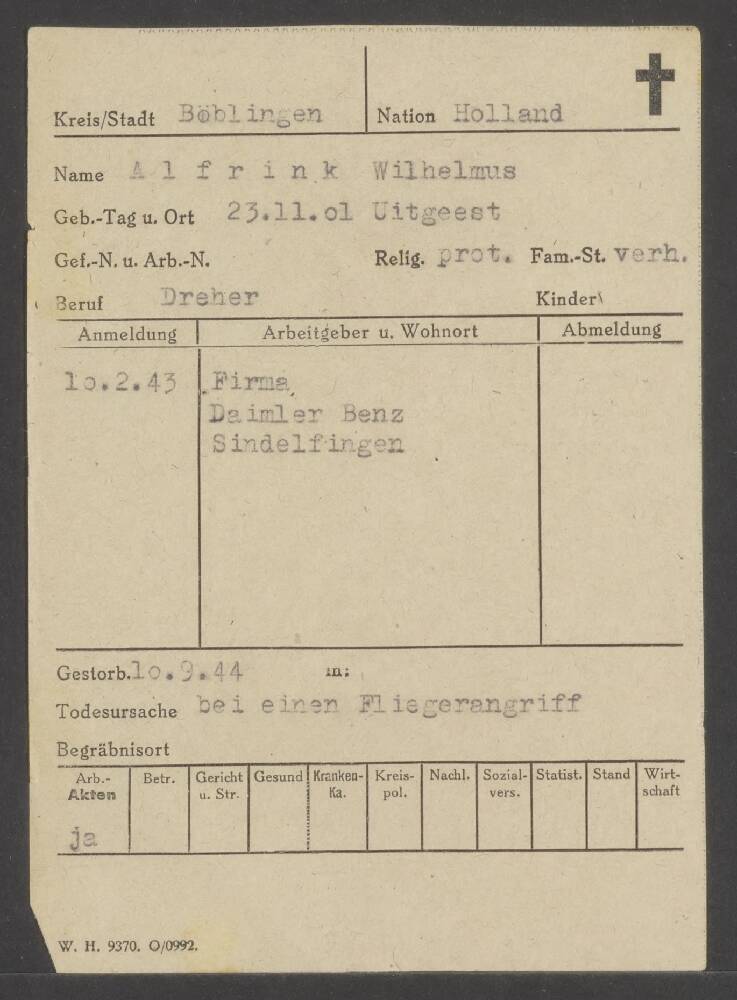 Kreis/Stadt Böblingen Nation Holland
Name Alfrink Wilhelmus
Geb.-Tag u. Ort 23.11.o1 Uitgeest
Gef.-N. u. Arb.-N. Relig. prot. Fam.-St. verh.
Beruf Dreher Kinder
Anmeldung Arbeitgeber u. Wohnort Abmeldung
1o.2.43 Firma
Daimler Benz
Sindelfingen
Gestorb. 1o.9.44 in:
Todesursache bei einen Fliegerangriff
Begräbnisort
Arb.- Betr. Gericht Gesund Kranken- Kreis- Nachl. Sozial- Statist. Stand Wirt-
Akten u. Str. Ka. pol. vers. schaft
ja
W. H. 9370. O/0992.